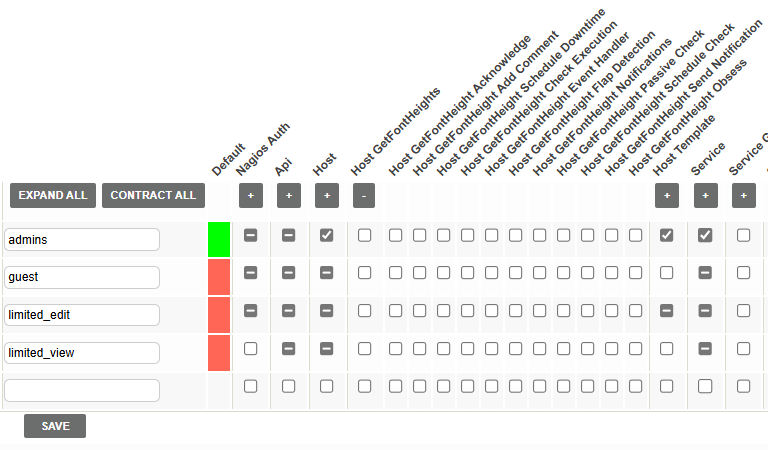 Default
Nagios Auth
Api
Host
Host GetFontHeights
Host GetFontHeight Acknowledge
Host GetFontHeight Add Comment
Host GetFontHeight Schedule Downtime
Host GetFontHeight Check Execution
Host GetFontHeight Event Handler
Host GetFontHeight Flap Detection
Host GetFontHeight Notifications
Host GetFontHeight Passive Check
Host GetFontHeight Schedule Check
Host GetFontHeight Send Notification
Host GetFontHeight Obsess
Host Template
Service
Service G
EXPAND ALL CONTRACT ALL + + + - + + +
admins
guest
limited_edit
limited_view
SAVE